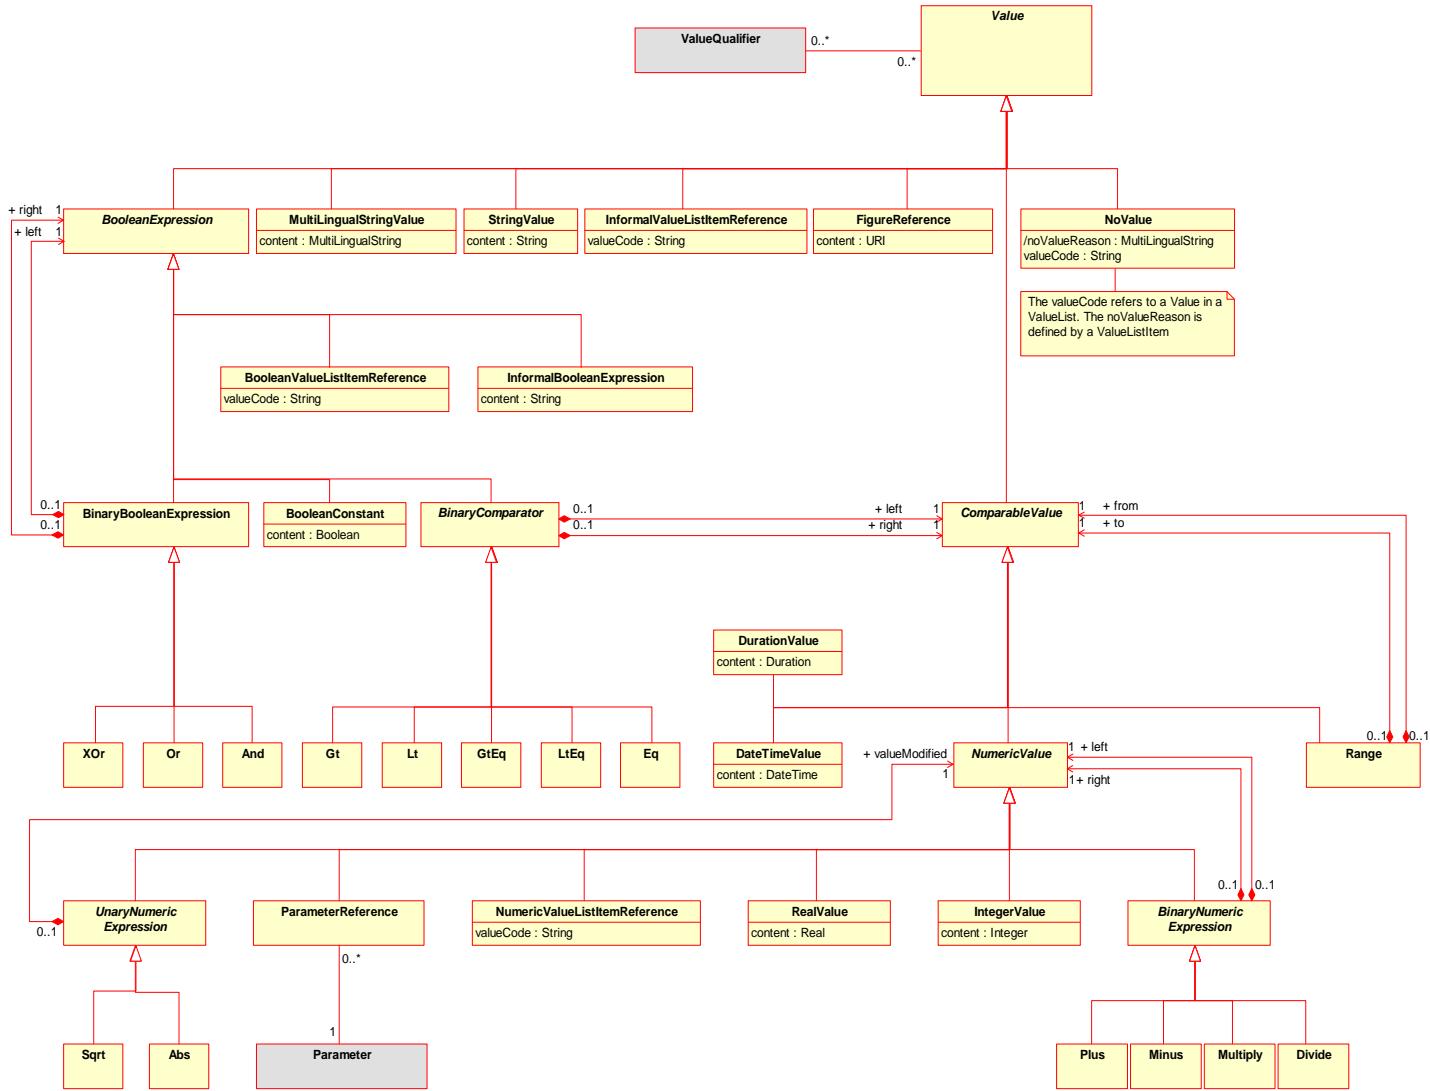 Value
ValueQualifier
0..*
0..*
+ right 1
+ left 1
BooleanExpression
MultiLingualStringValue
content : MultiLingualString
StringValue
content : String
InformalValueListItemReference
valueCode : String
FigureReference
content : URI
NoValue
/noValueReason : MultiLingualString
valueCode : String
The valueCode refers to a Value in a
ValueList. The noValueReason is
defined by a ValueListItem
BooleanValueListItemReference
valueCode : String
InformalBooleanExpression
content : String
0..1
0..1
BinaryBooleanExpression
BooleanConstant
content : Boolean
BinaryComparator
0..1
0..1
+ left 1
+ right 1
ComparableValue
1 + from
1 + to
DurationValue
content : Duration
XOr
Or
And
Gt
Lt
GtEq
LtEq
Eq
DateTimeValue
content : DateTime
+ valueModified
1
NumericValue
1 + left
1 + right
0..1
0..1
Range
0..1
0..1
0..1
UnaryNumeric
Expression
ParameterReference
NumericValueListItemReference
valueCode : String
RealValue
content : Real
IntegerValue
content : Integer
BinaryNumeric
Expression
0..*
1
Sqrt
Abs
Parameter
Plus
Minus
Multiply
Divide